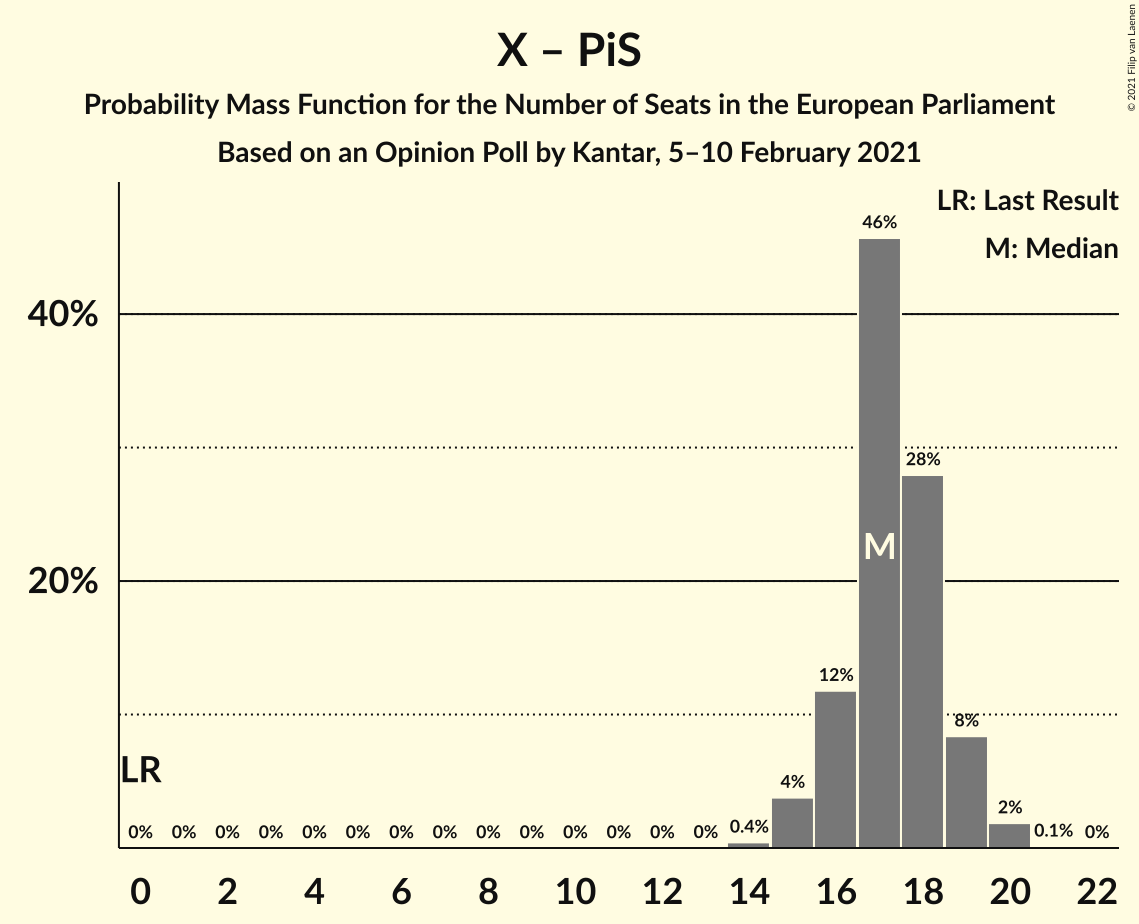 X – PiS
Probability Mass Function for the Number of Seats in the European Parliament
Based on an Opinion Poll by Kantar, 5–10 February 2021
© 2021 Filip van Laenen
LR: Last Result
M: Median
46%
40%
28%
M
20%
12%
8%
LR
4%
2%
0% 0% 0% 0% 0% 0% 0% 0% 0% 0% 0% 0% 0% 0% 0.4% 0.1% 0%
0 2 4 6 8 10 12 14 16 18 20 22